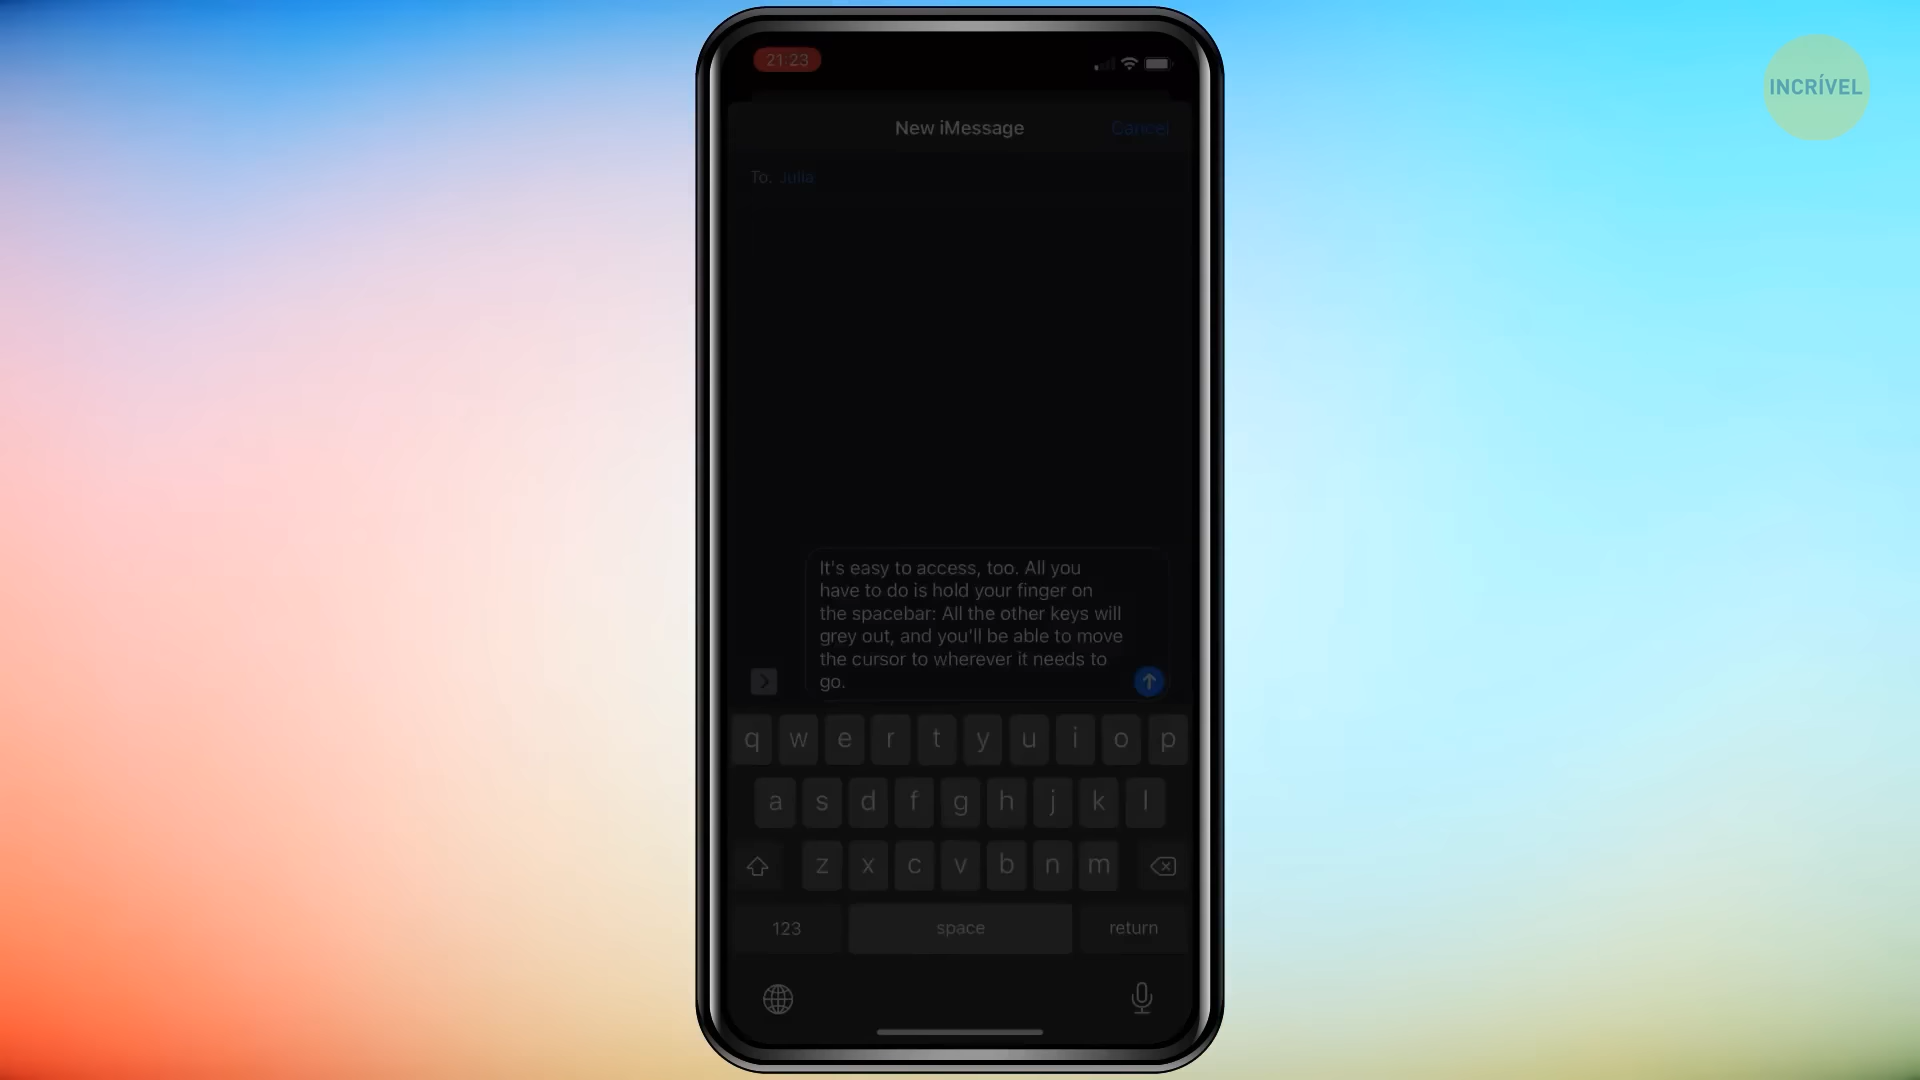 21:23
INCRÍVEL
New iMessage
Cancel
To: Julia
It's easy to access, too. All you
have to do is hold your finger on
the spacebar: All the other keys will
grey out, and you'll be able to move
the cursor to wherever it needs to
go.
q w e r t y u i o p
a s d f g h j k l
z x c v b n m
123 space return